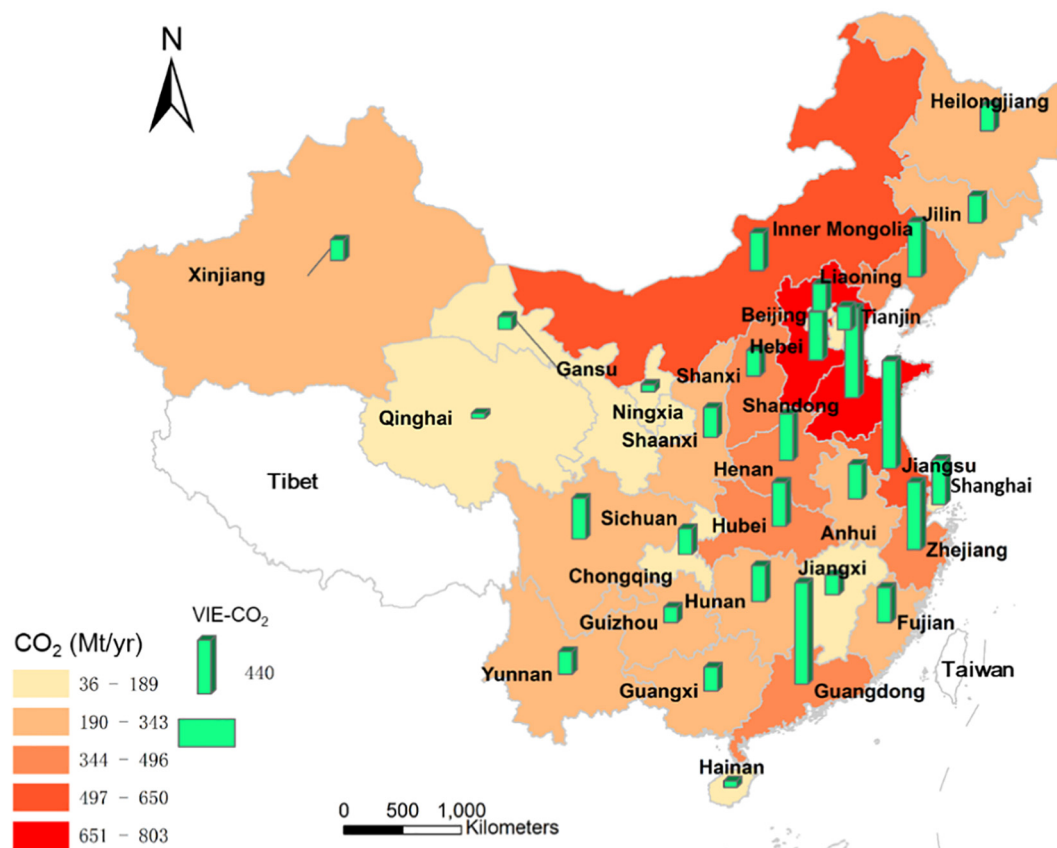 N
Heilongjiang
Jilin
Inner Mongolia
Xinjiang
Liaoning
Beijing
Tianjin
Hebei
Gansu
Shanxi
Ningxia
Shandong
Qinghai
Shaanxi
Henan
Jiangsu
Tibet
Shanghai
Sichuan
Hubei
Anhui
Zhejiang
Chongqing
Jiangxi
Hunan
Guizhou
Fujian
Yunnan
Guangxi
Guangdong
Taiwan
Hainan
CO₂ (Mt/yr)
36 – 189
190 – 343
344 – 496
497 – 650
651 – 803
VIE-CO₂
440
0 500 1,000
Kilometers